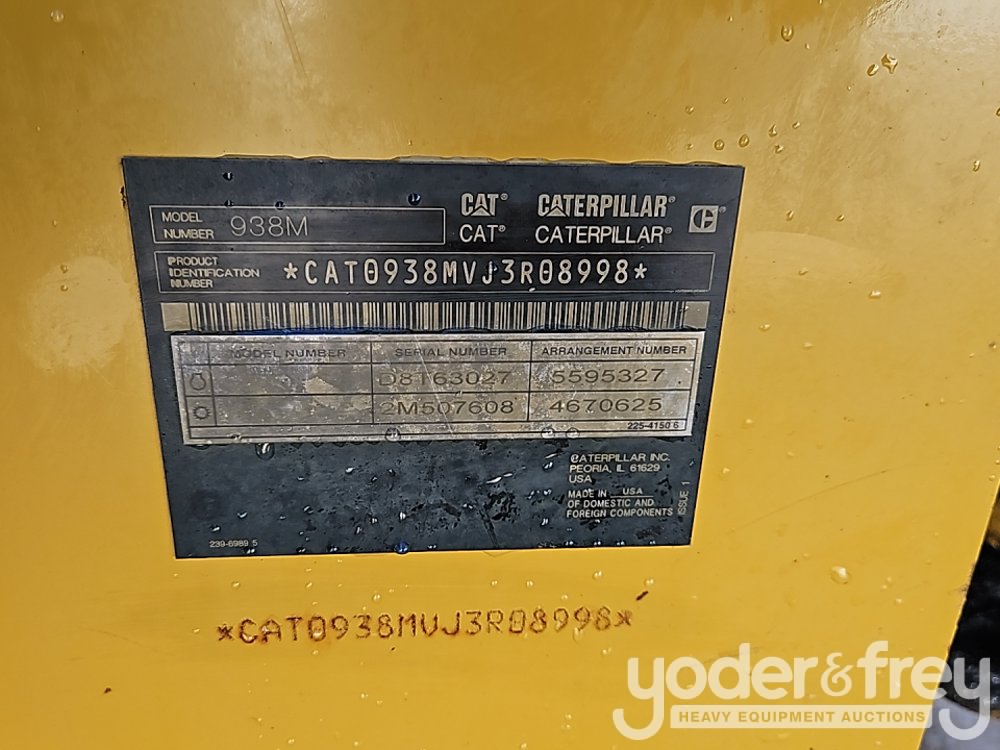 MODEL NUMBER 938M
CAT® CATERPILLAR®
CAT® CATERPILLAR®
PRODUCT IDENTIFICATION NUMBER *CAT0938MVJ3R08998*
MODEL NUMBER SERIAL NUMBER ARRANGEMENT NUMBER
D8T63027 5595327
2M507608 4670625
225-4150 6
CATERPILLAR INC.
PEORIA, IL 61629
USA
MADE IN USA
OF DOMESTIC AND
FOREIGN COMPONENTS
ISSUE 1
239-6989 5
*CAT0938MVJ3R08998*
yoder&frey
HEAVY EQUIPMENT AUCTIONS